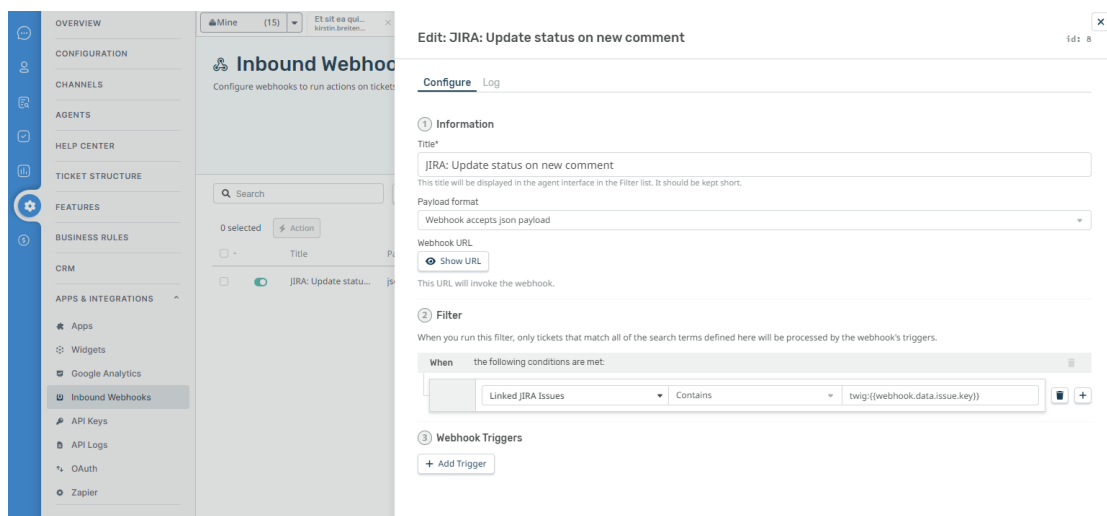 OVERVIEW
CONFIGURATION
CHANNELS
AGENTS
HELP CENTER
TICKET STRUCTURE
FEATURES
BUSINESS RULES
CRM
APPS & INTEGRATIONS
Apps
Widgets
Google Analytics
Inbound Webhooks
API Keys
API Logs
OAuth
Zapier
Mine (15)
Et sit ea qui...
kirstin.breiten...
Inbound Webhoo
Configure webhooks to run actions on ticket
Search
0 selected
Action
Title
JIRA: Update statu...
Edit: JIRA: Update status on new comment
id: 8
Configure Log
1 Information
Title*
JIRA: Update status on new comment
This title will be displayed in the agent interface in the Filter list. It should be kept short.
Payload format
Webhook accepts json payload
Webhook URL
Show URL
This URL will invoke the webhook.
2 Filter
When you run this filter, only tickets that match all of the search terms defined here will be processed by the webhook's triggers.
When the following conditions are met:
Linked JIRA Issues Contains twig:{{webhook.data.issue.key}}
3 Webhook Triggers
+ Add Trigger